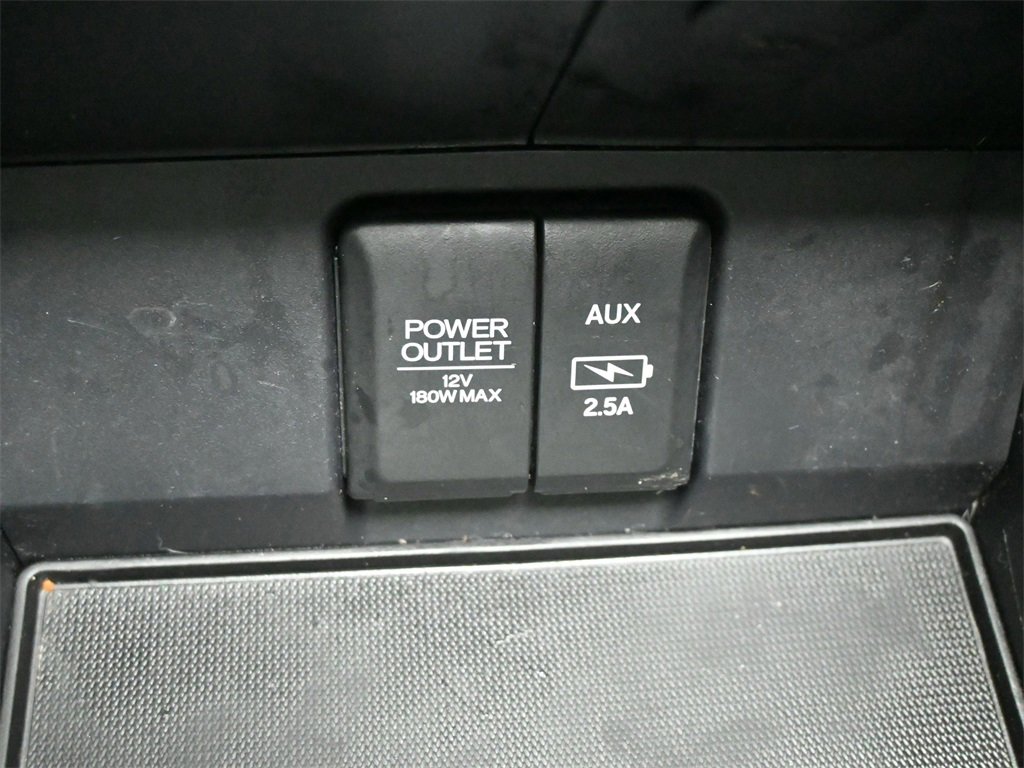 POWER
OUTLET
12V
180W MAX
AUX
2.5A